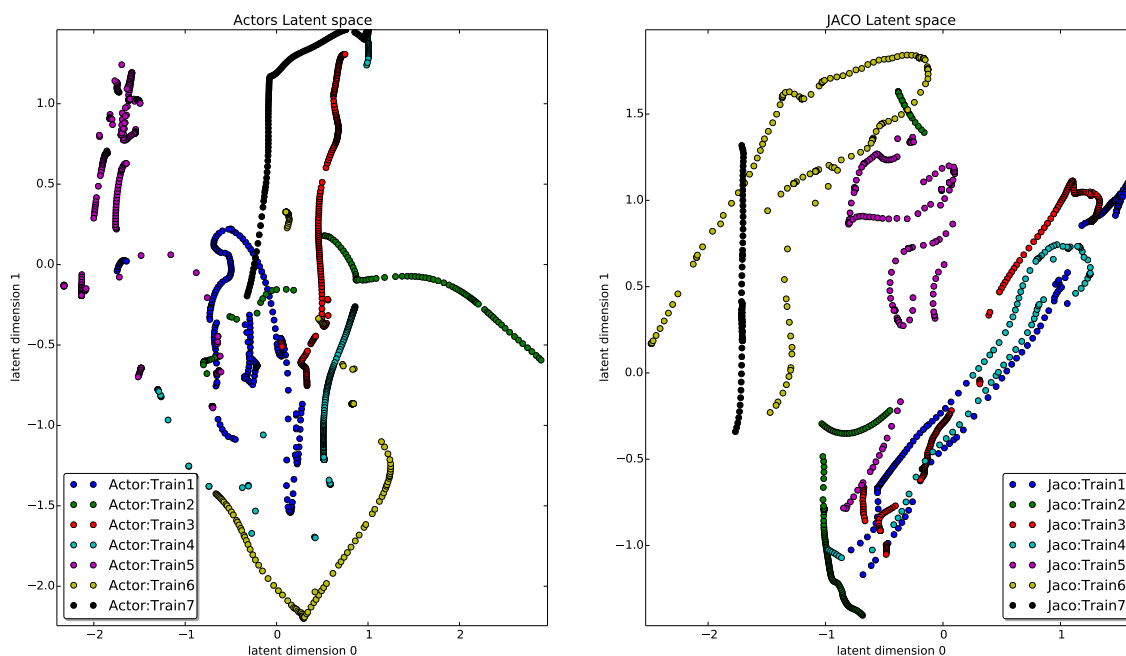 Actors Latent space
1.0
0.5
0.0
−0.5
−1.0
−1.5
−2.0
latent dimension 1
−2
−1
0
1
2
latent dimension 0
Actor:Train1
Actor:Train2
Actor:Train3
Actor:Train4
Actor:Train5
Actor:Train6
Actor:Train7
JACO Latent space
1.5
1.0
0.5
0.0
−0.5
−1.0
latent dimension 1
−2
−1
0
1
latent dimension 0
Jaco:Train1
Jaco:Train2
Jaco:Train3
Jaco:Train4
Jaco:Train5
Jaco:Train6
Jaco:Train7